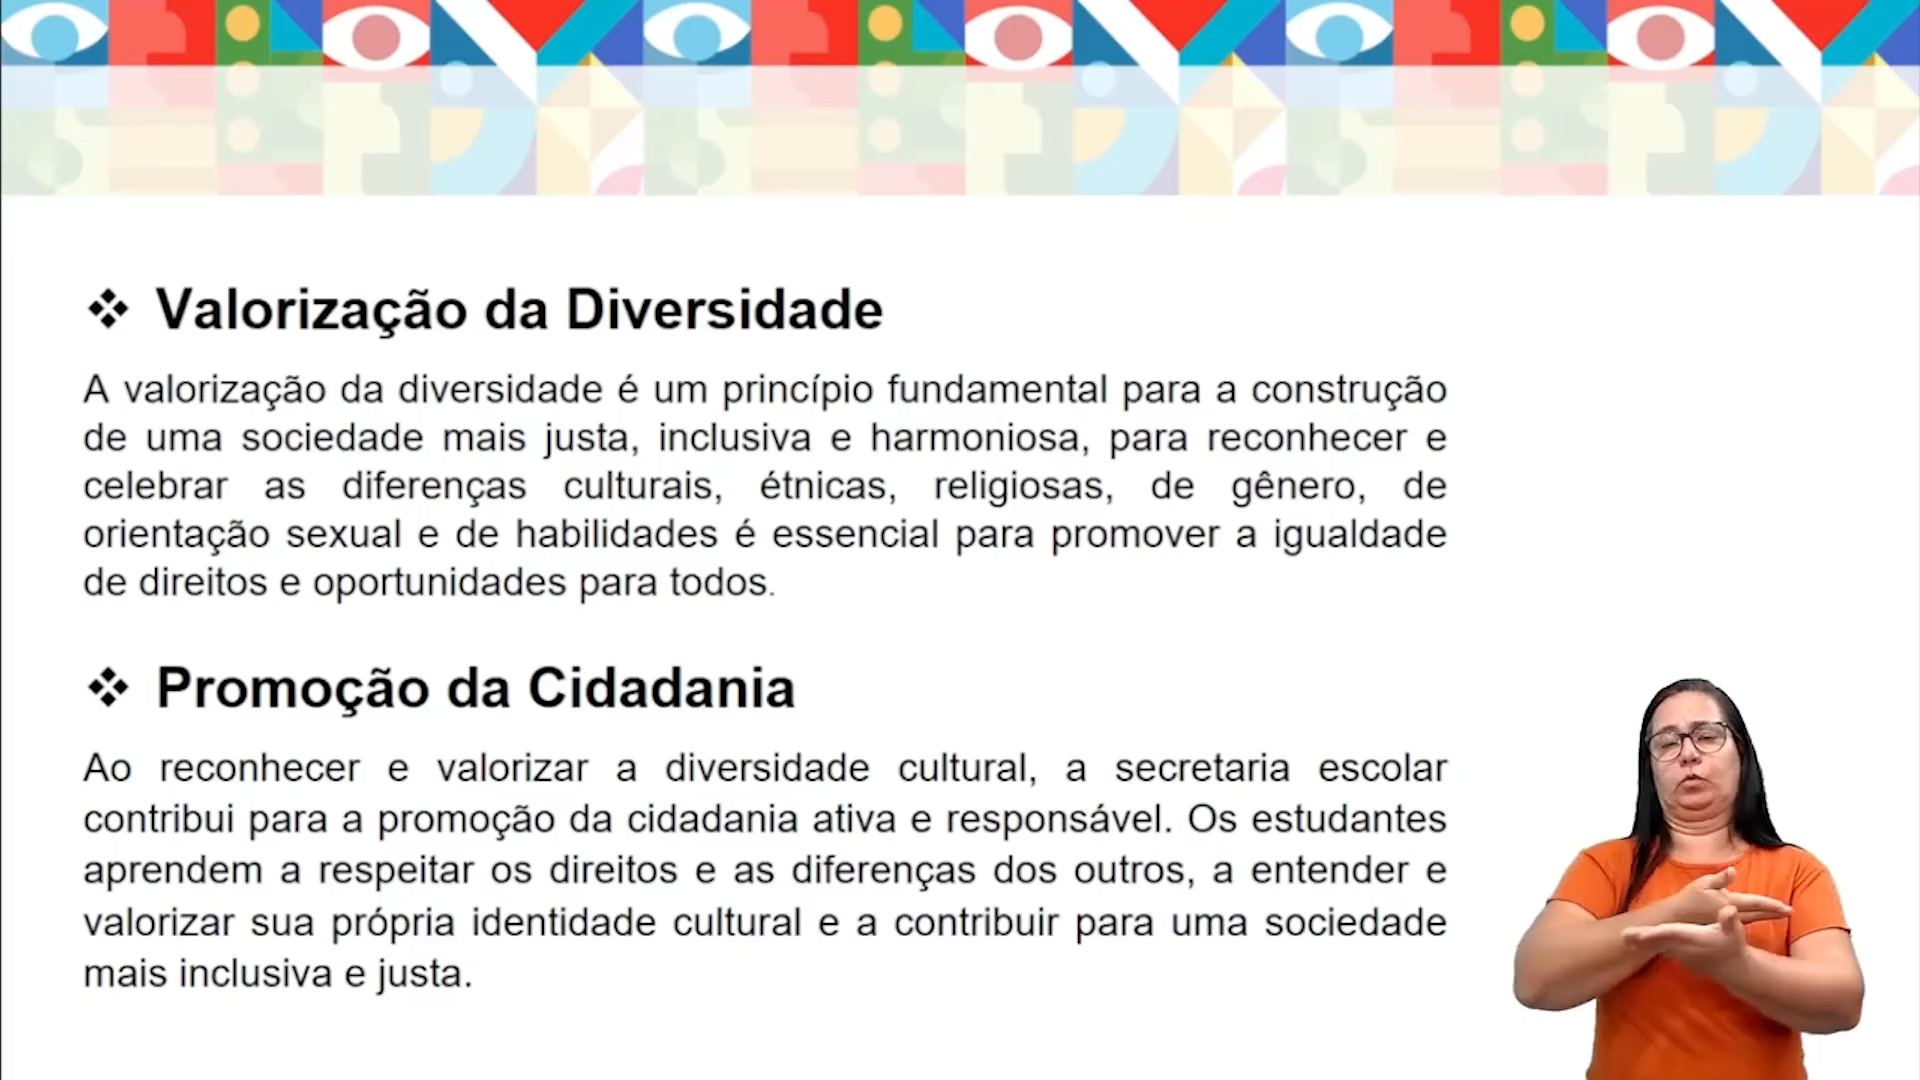 ❖ Valorização da Diversidade
A valorização da diversidade é um princípio fundamental para a construção
de uma sociedade mais justa, inclusiva e harmoniosa, para reconhecer e
celebrar as diferenças culturais, étnicas, religiosas, de gênero, de
orientação sexual e de habilidades é essencial para promover a igualdade
de direitos e oportunidades para todos.
❖ Promoção da Cidadania
Ao reconhecer e valorizar a diversidade cultural, a secretaria escolar
contribui para a promoção da cidadania ativa e responsável. Os estudantes
aprendem a respeitar os direitos e as diferenças dos outros, a entender e
valorizar sua própria identidade cultural e a contribuir para uma sociedade
mais inclusiva e justa.